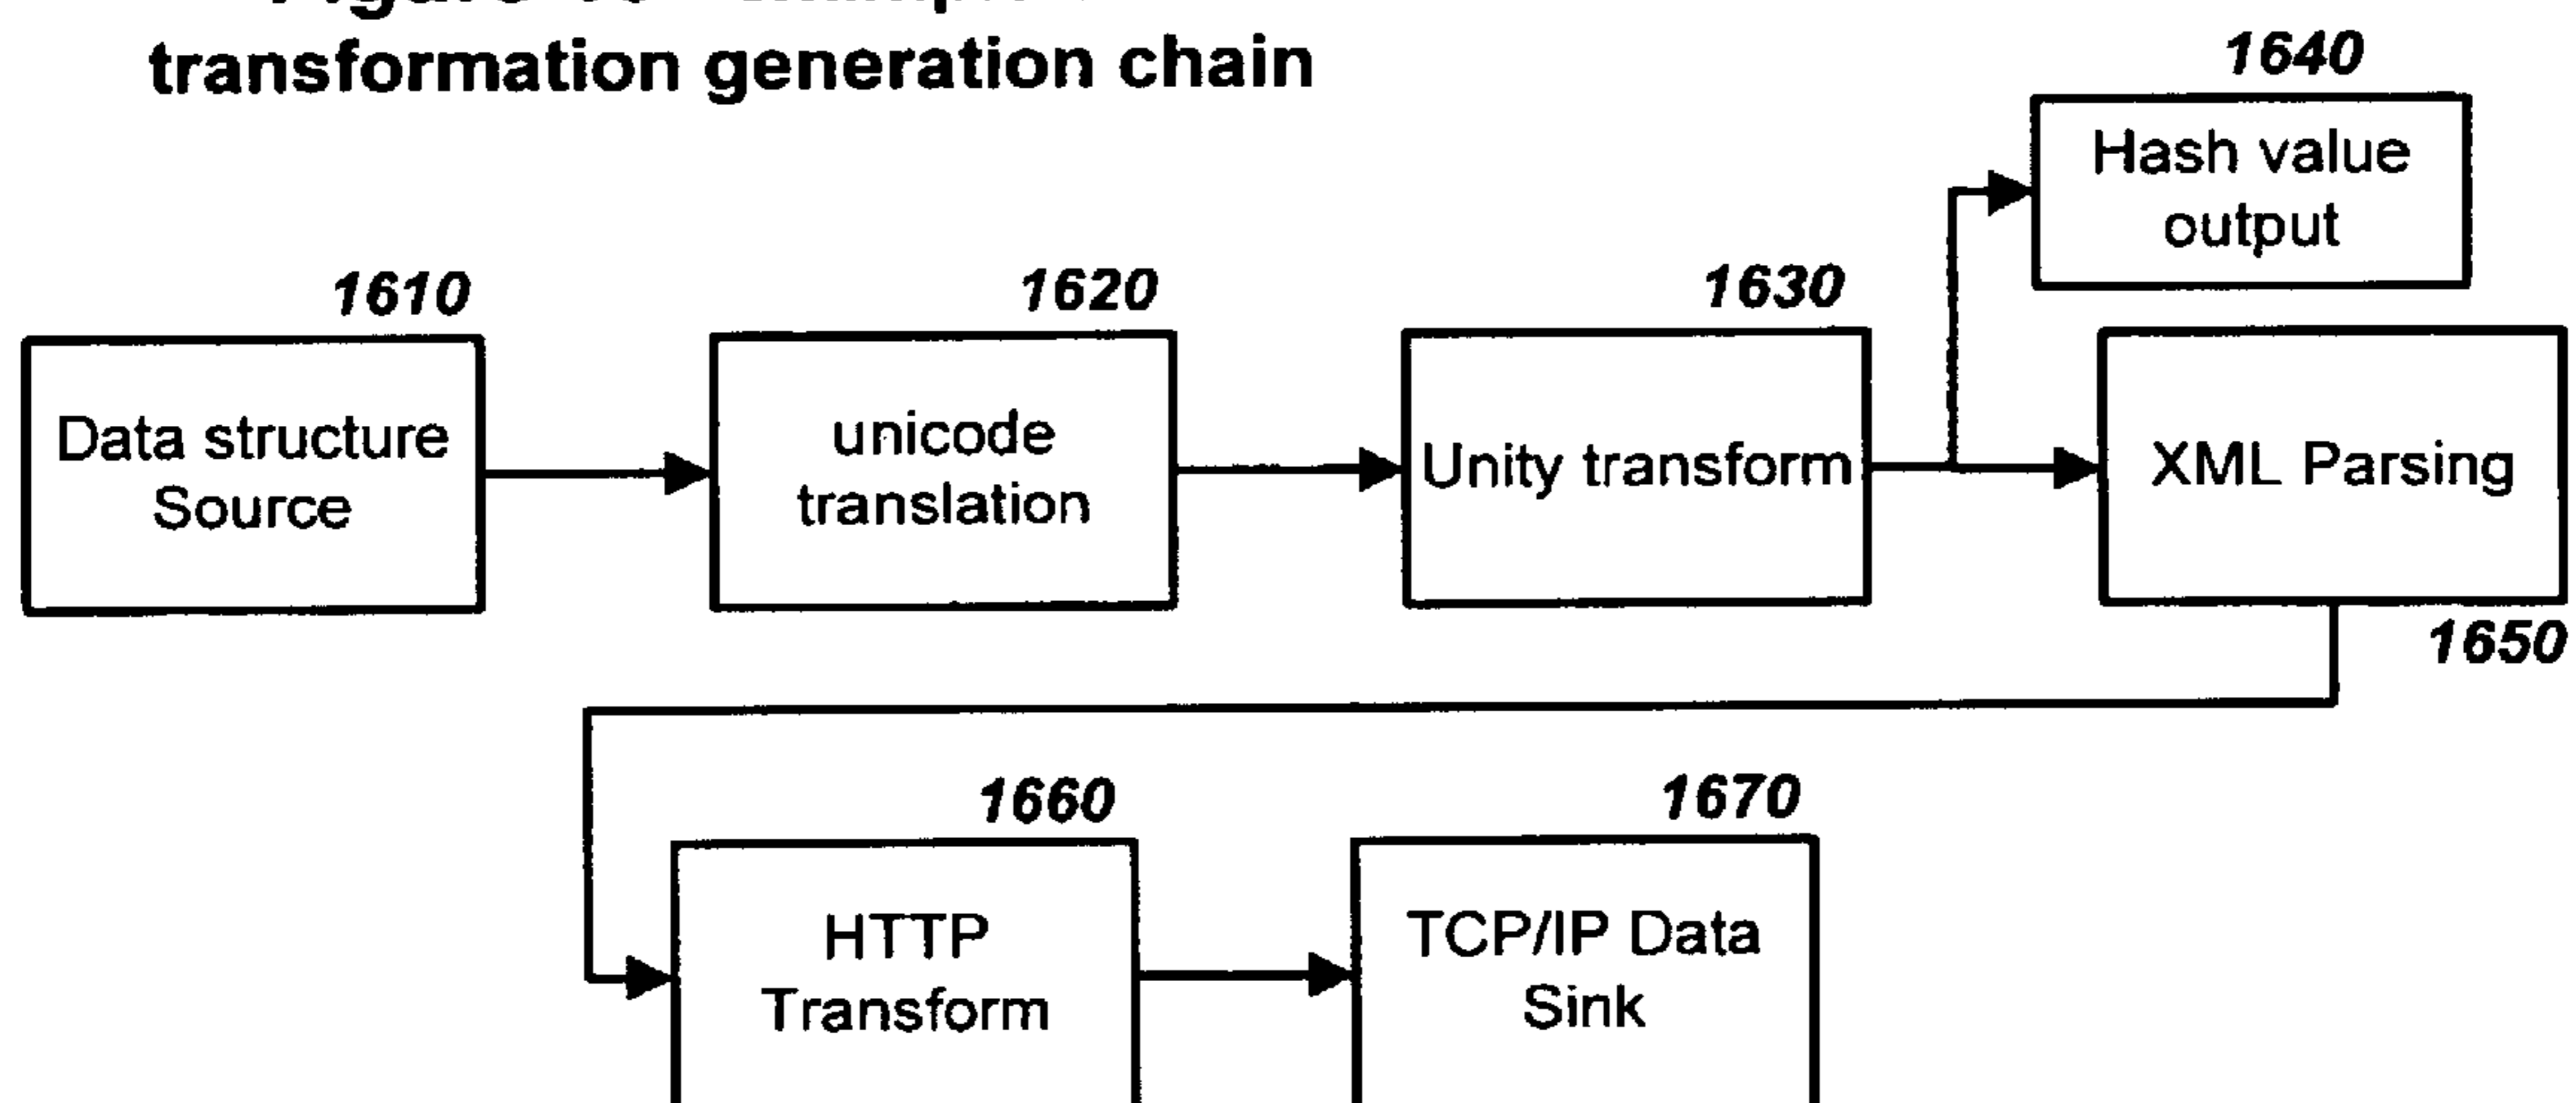 transformation generation chain
1640
Hash value
output
1610
1620
1630
Data structure
Source
unicode
translation
Unity transform
XML Parsing
1650
1660
1670
HTTP
Transform
TCP/IP Data
Sink